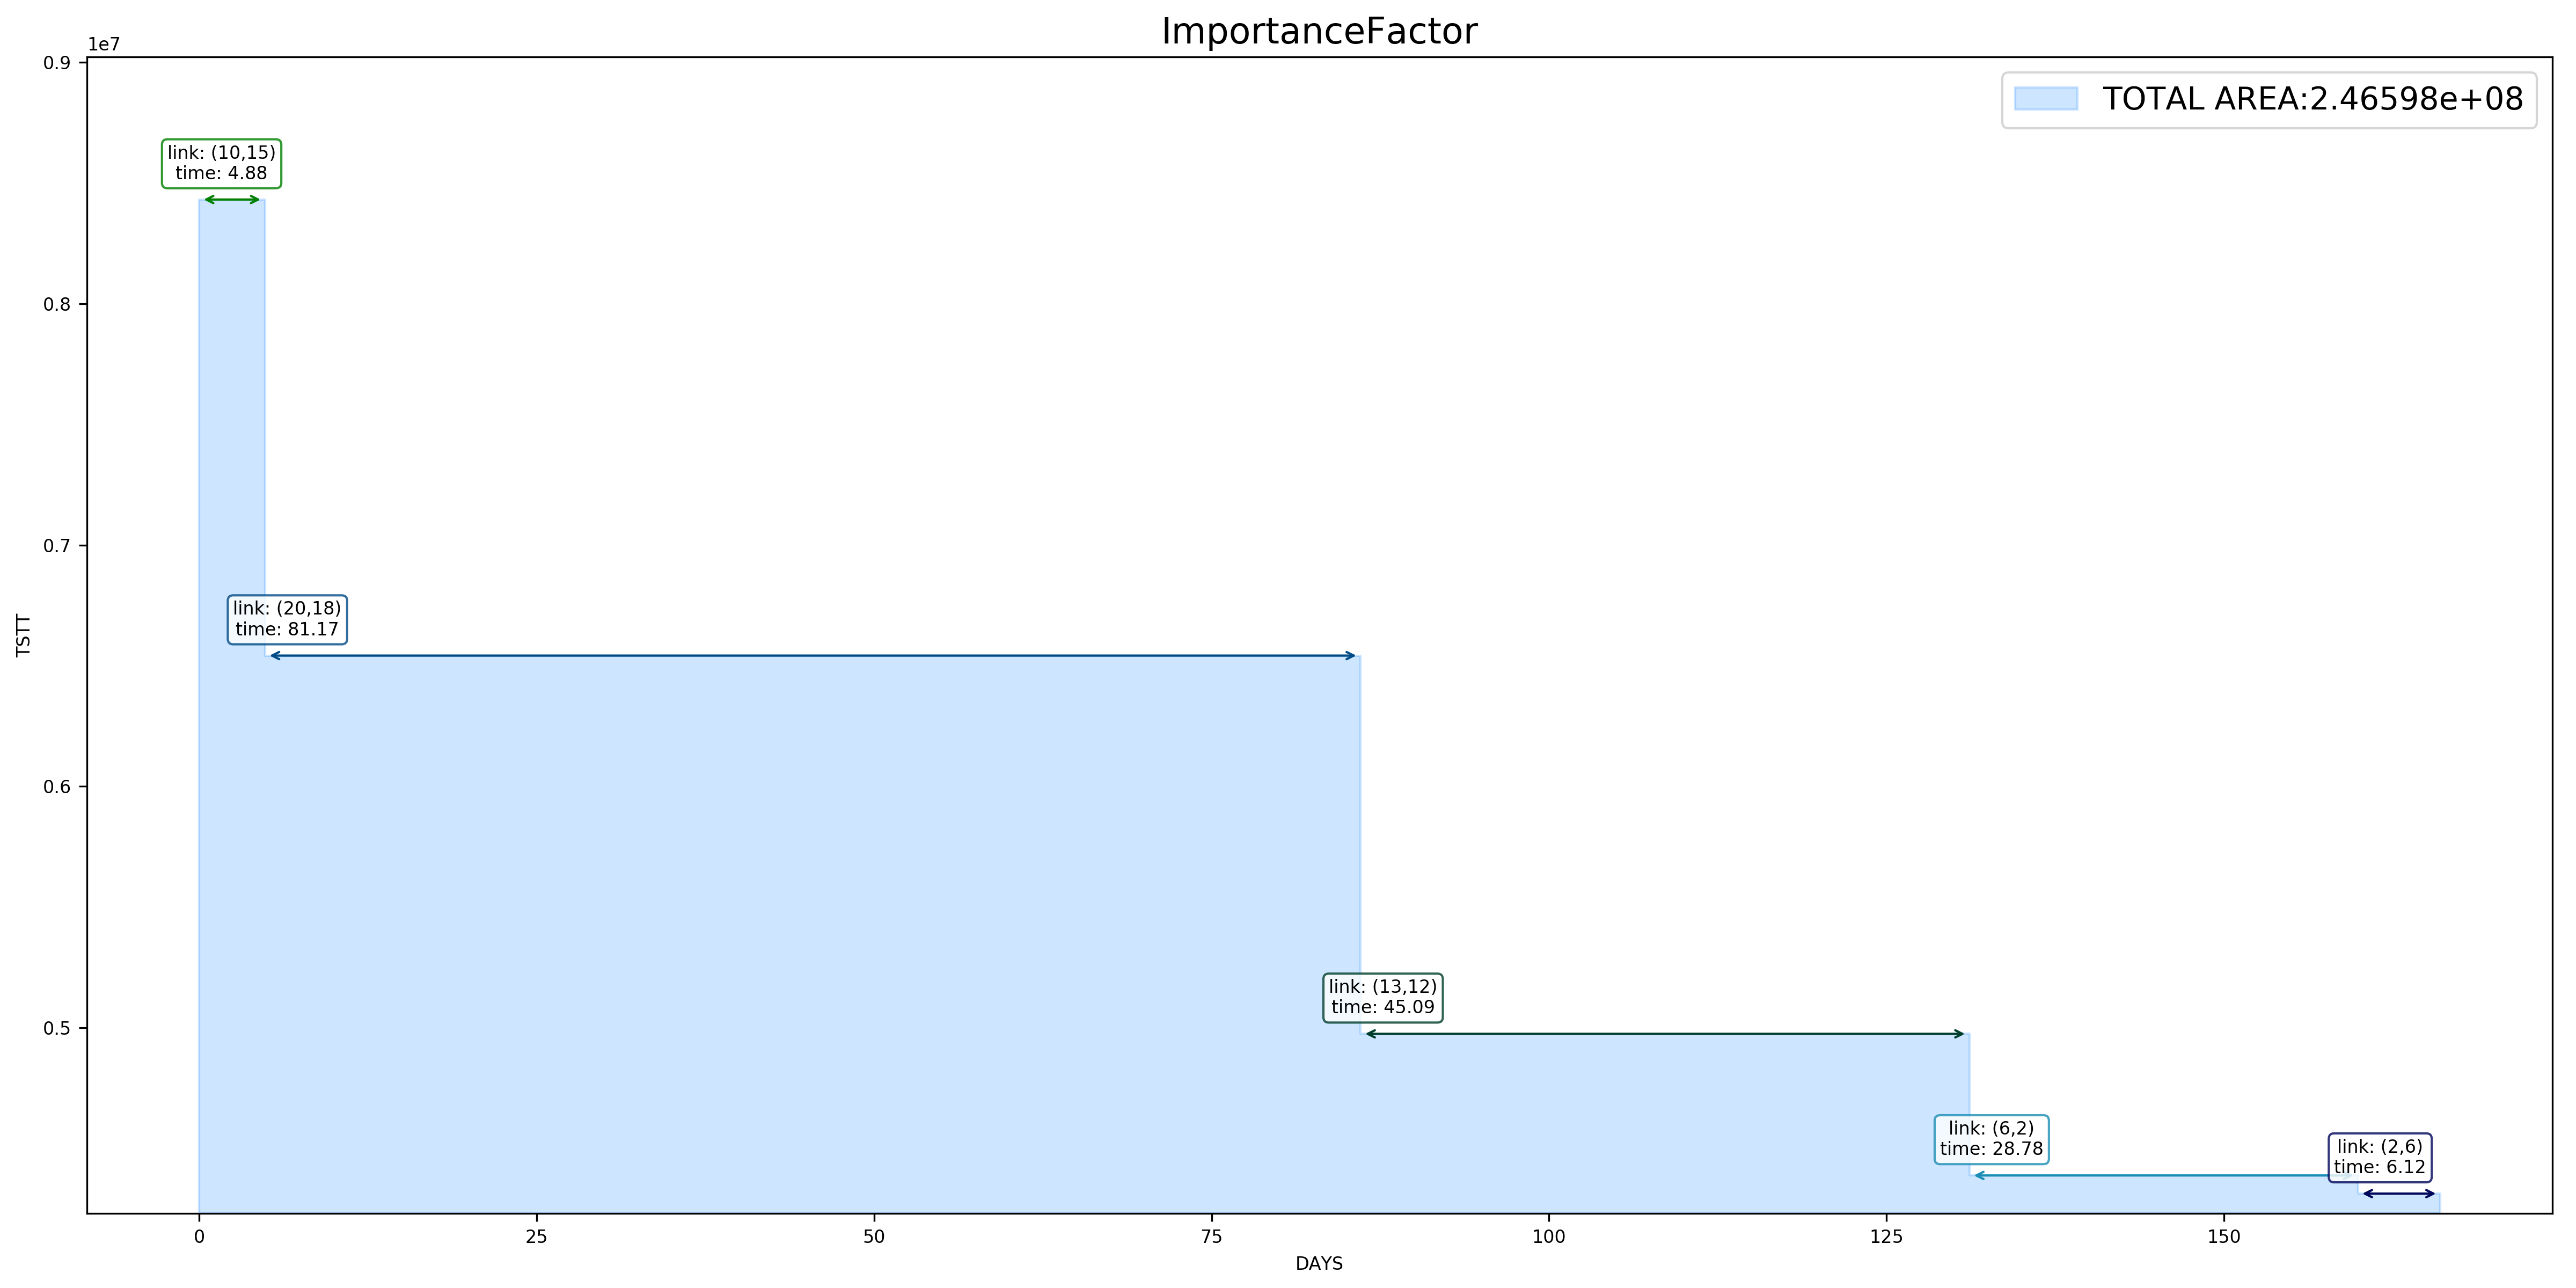 ImportanceFactor
1e7
TOTAL AREA:2.46598e+08
0.9
0.8
0.7
0.6
0.5
TSTT
link: (10,15)
time: 4.88
link: (20,18)
time: 81.17
link: (13,12)
time: 45.09
link: (6,2)
time: 28.78
link: (2,6)
time: 6.12
0
25
50
75
100
125
150
DAYS